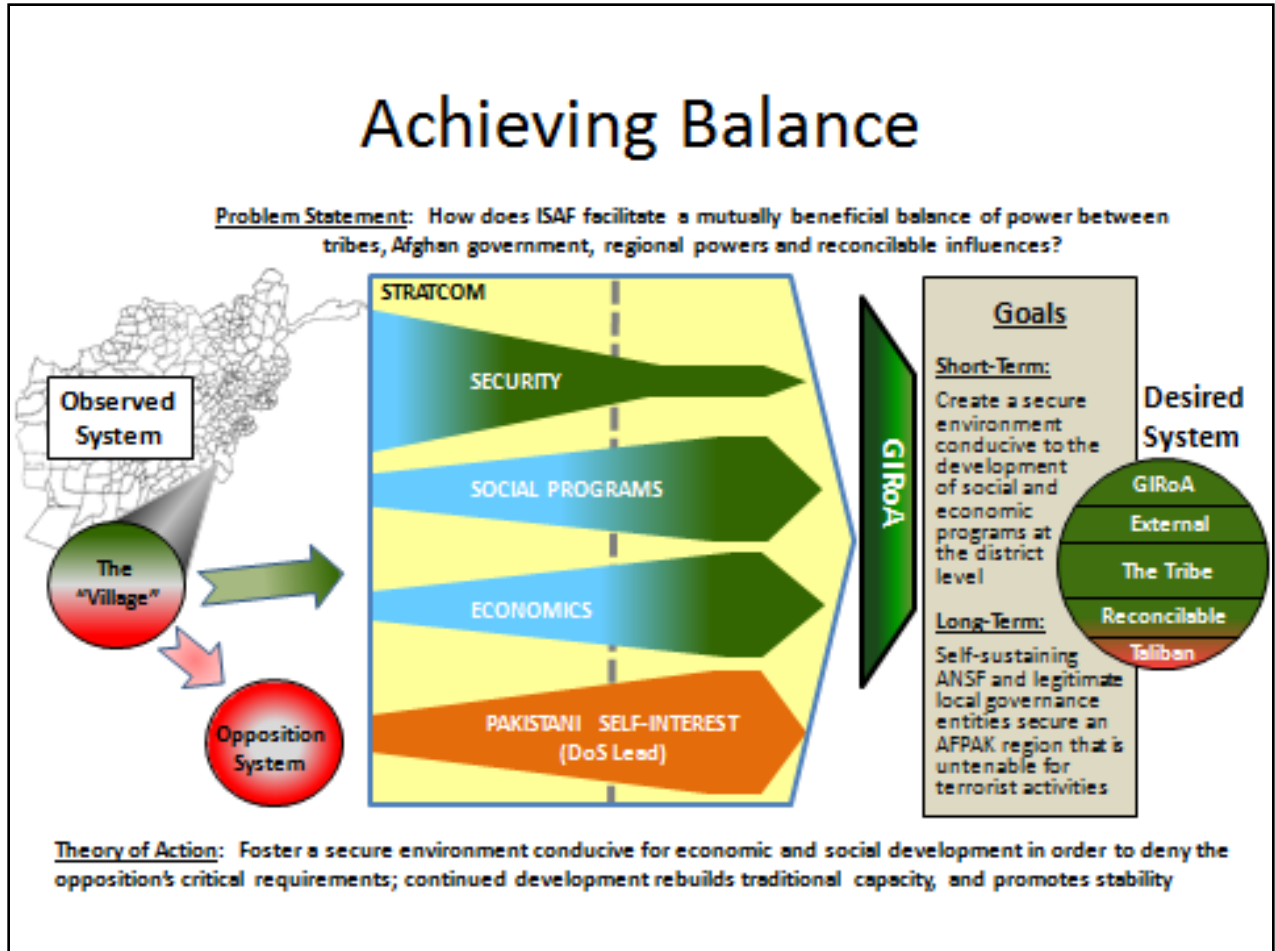 Achieving Balance
Problem Statement: How does ISAF facilitate a mutually beneficial balance of power between
tribes, Afghan government, regional powers and reconcilable influences?
Observed
System
The
"Village"
Opposition
System
STRATCOM
SECURITY
SOCIAL PROGRAMS
ECONOMICS
PAKISTANI SELF-INTEREST
(DoS Lead)
GIRoA
Goals
Short-Term:
Create a secure
environment
conducive to the
development
of social and
economic
programs at
the district
level
Long-Term:
Self-sustaining
ANSF and legitimate
local governance
entities secure an
AFPAK region that is
untenable for
terrorist activities
Desired
System
GIRoA
External
The Tribe
Reconcilable
Taliban
Theory of Action: Foster a secure environment conducive for economic and social development in order to deny the
opposition's critical requirements; continued development rebuilds traditional capacity, and promotes stability